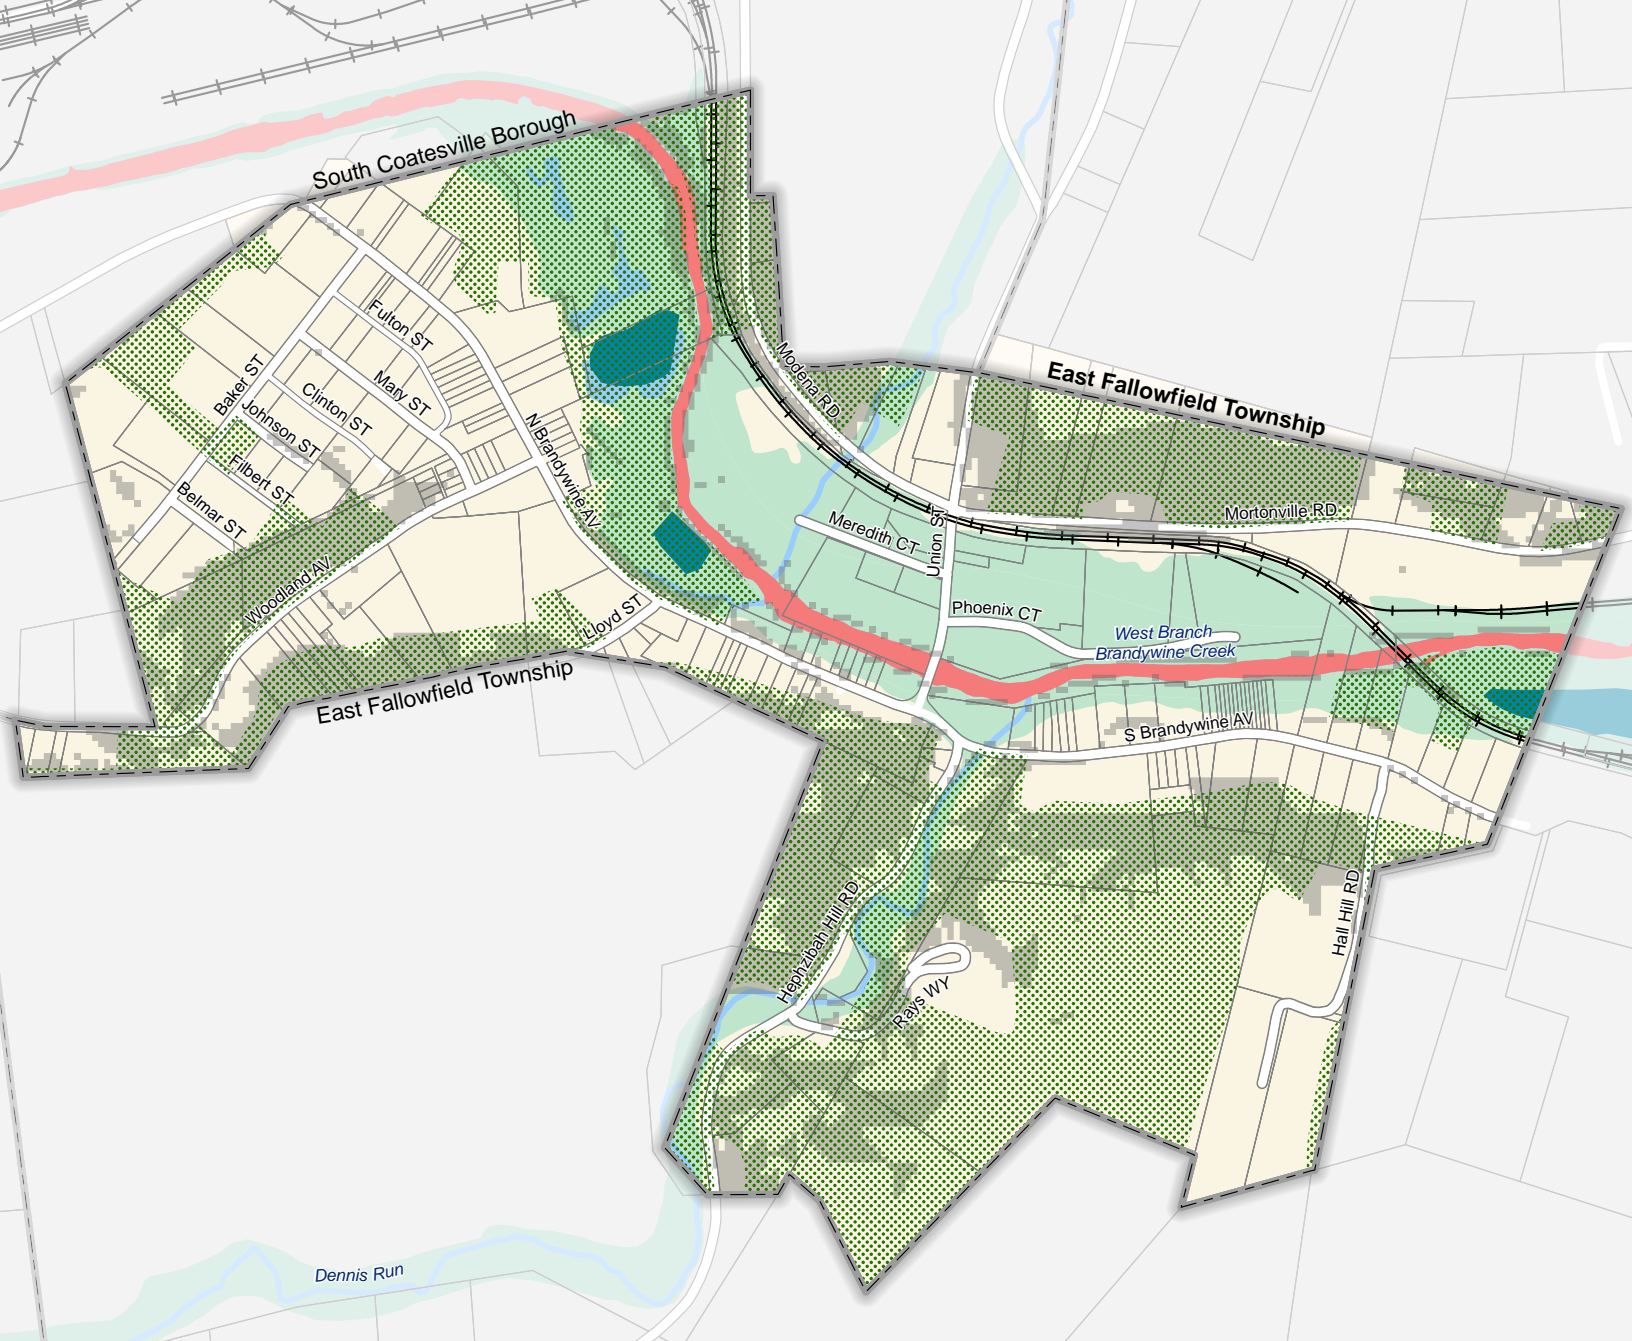 South Coatesville Borough
Fulton ST
Modena RD
East Fallowfield Township
Baker ST
Mary ST
Clinton ST
Johnson ST
N Brandywine AV
Filbert ST
Belmar ST
Mortonville RD
Meredith CT
Union St
Woodland AV
Lloyd ST
Phoenix CT
West Branch
Brandywine Creek
East Fallowfield Township
S Brandywine AV
Hephzibah Hill RD
Hall Hill RD
Rays WY
Dennis Run